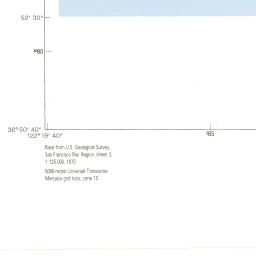 52' 30"
⁴⁰80
36° 50' 40"
122° 19' 40"
⁵65
Base from U.S. Geological Survey,
San Francisco Bay Region, sheet 3,
1:125,000, 1970
5000-meter Universal Transverse
Mercator grid ticks, zone 10